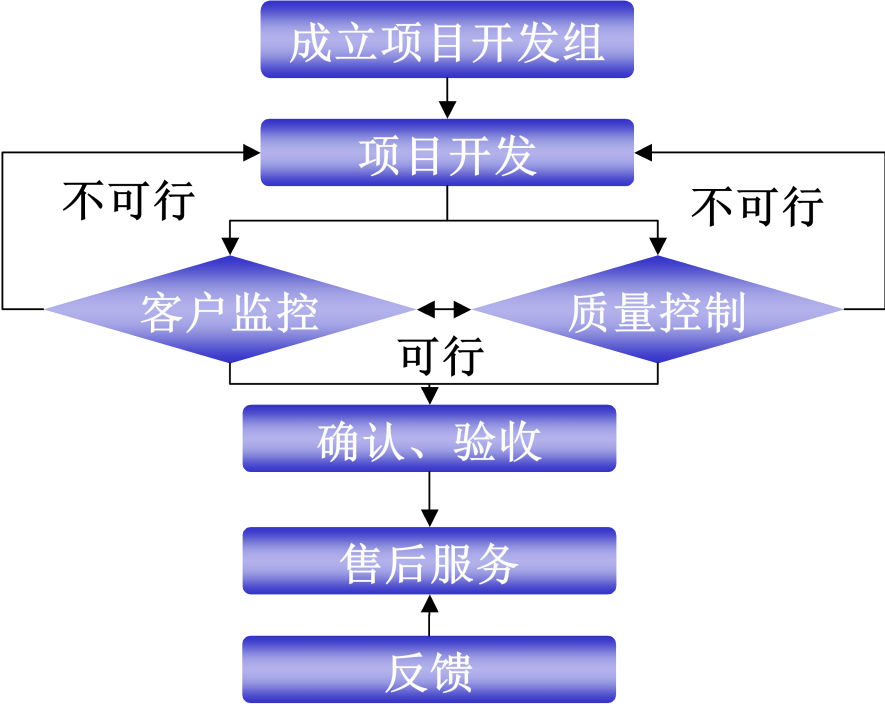 成立项目开发组
项目开发
不可行
不可行
客户监控
质量控制
可行
确认、验收
售后服务
反馈